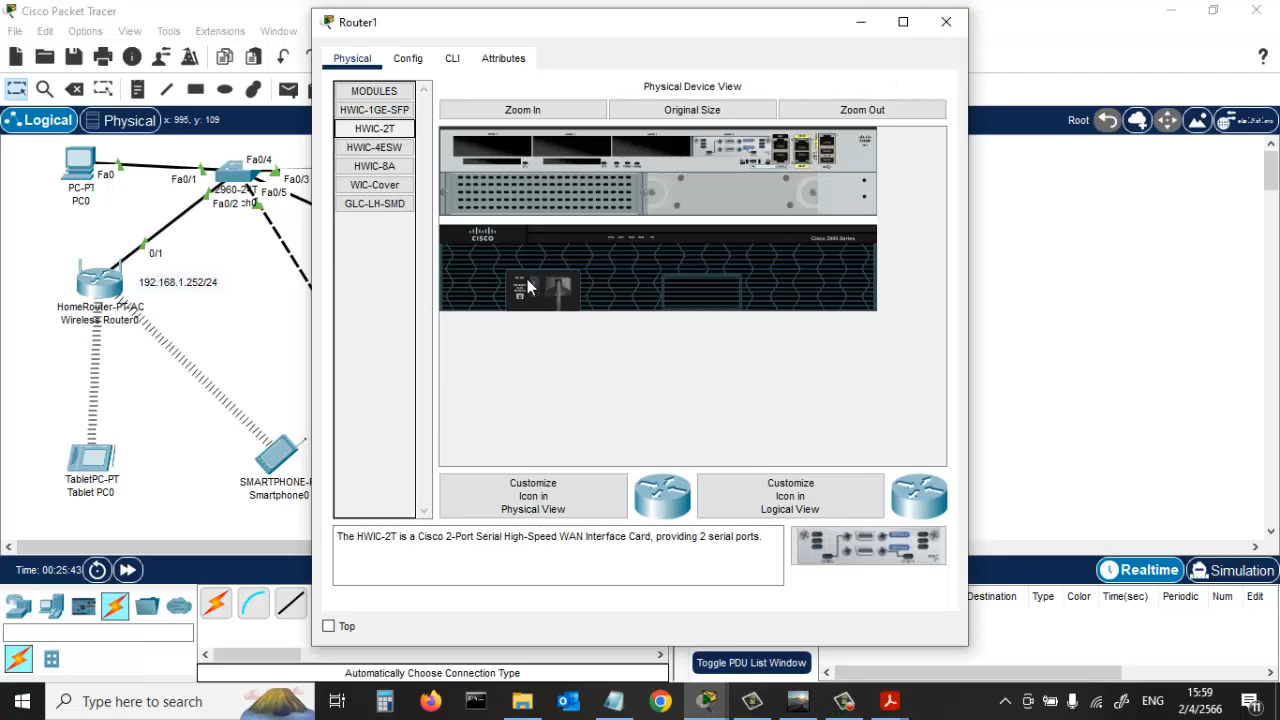 Cisco Packet Tracer
File Edit Options View Tools Extensions Window
Logical
Physical
x: 995, y: 109
Root
Router1
Physical
Config
CLI
Attributes
MODULES
HWIC-1GE-SFP
HWIC-2T
HWIC-4ESW
HWIC-8A
WIC-Cover
GLC-LH-SMD
Physical Device View
Zoom In
Original Size
Zoom Out
CISCO
Cisco 2900 Series
Customize
Icon in
Physical View
Customize
Icon in
Logical View
The HWIC-2T is a Cisco 2-Port Serial High-Speed WAN Interface Card, providing 2 serial ports.
Top
PC-PT
PC0
Fa0
Fa0/1
Fa0/4
Fa0/3
Fa0/5
2960-24T
Fa0/2
0/1
192.168.1.252/24
HomeRouter-PT-AC
Wireless Router0
TabletPC-PT
Tablet PC0
SMARTPHONE-
Smartphone0
Time: 00:25:43
Realtime
Simulation
Destination Type Color Time(sec) Periodic Num Edit
Automatically Choose Connection Type
Toggle PDU List Window
Type here to search
ENG
15:59
2/4/2566